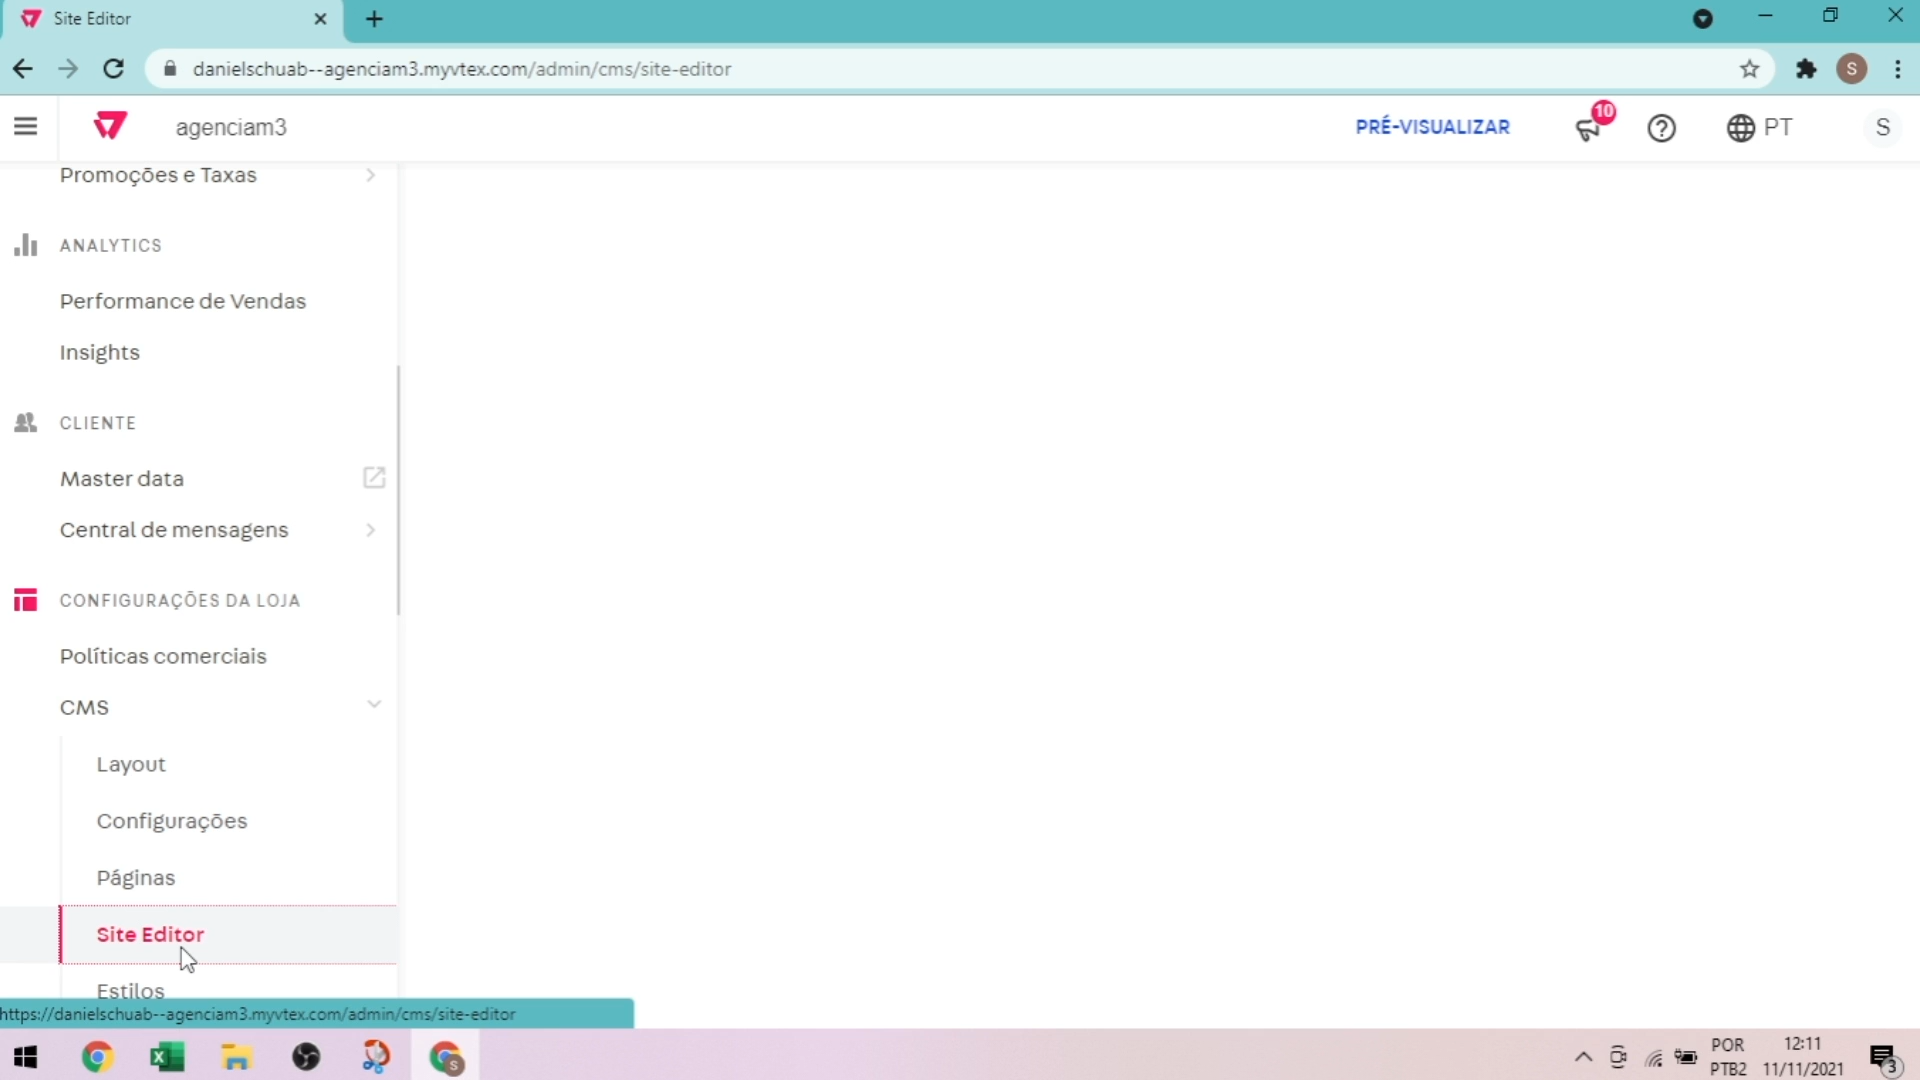 Site Editor
danielschuab--agenciam3.myvtex.com/admin/cms/site-editor
S
agenciam3
PRÉ-VISUALIZAR
10
PT
S
Promoções e Taxas
ANALYTICS
Performance de Vendas
Insights
CLIENTE
Master data
Central de mensagens
CONFIGURAÇÕES DA LOJA
Políticas comerciais
CMS
Layout
Configurações
Páginas
Site Editor
Estilos
https://danielschuab--agenciam3.myvtex.com/admin/cms/site-editor
S
POR
PTB2
12:11
11/11/2021
3